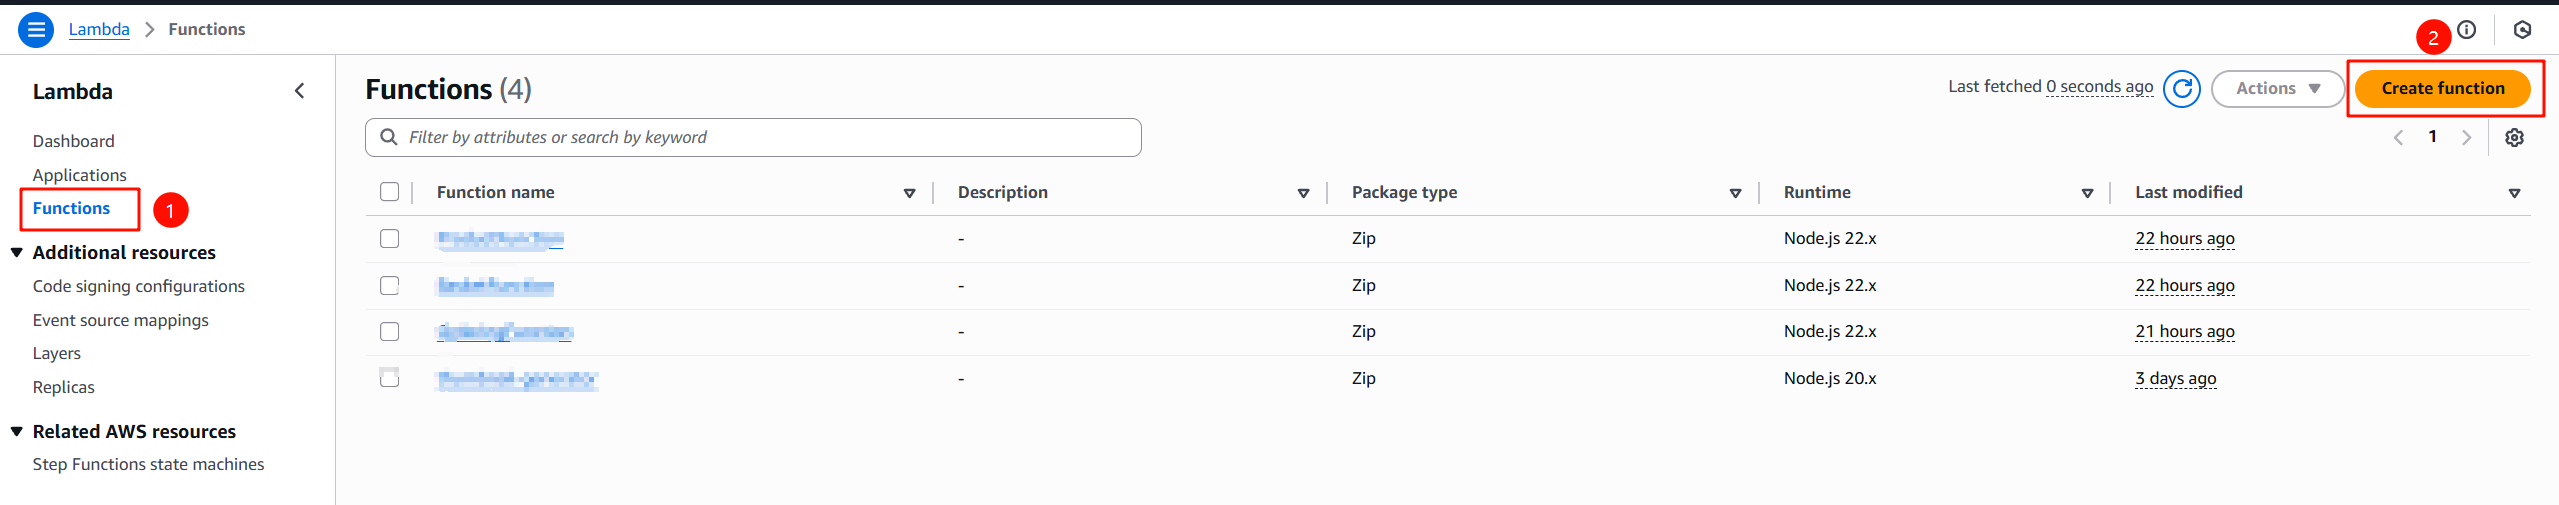 Lambda > Functions
2
Lambda
Dashboard
Applications
Functions
1
Additional resources
Code signing configurations
Event source mappings
Layers
Replicas
Related AWS resources
Step Functions state machines
Functions (4)
Last fetched 0 seconds ago
Actions
Create function
Filter by attributes or search by keyword
1
Function name Description Package type Runtime Last modified
- Zip Node.js 22.x 22 hours ago
- Zip Node.js 22.x 22 hours ago
- Zip Node.js 22.x 21 hours ago
- Zip Node.js 20.x 3 days ago